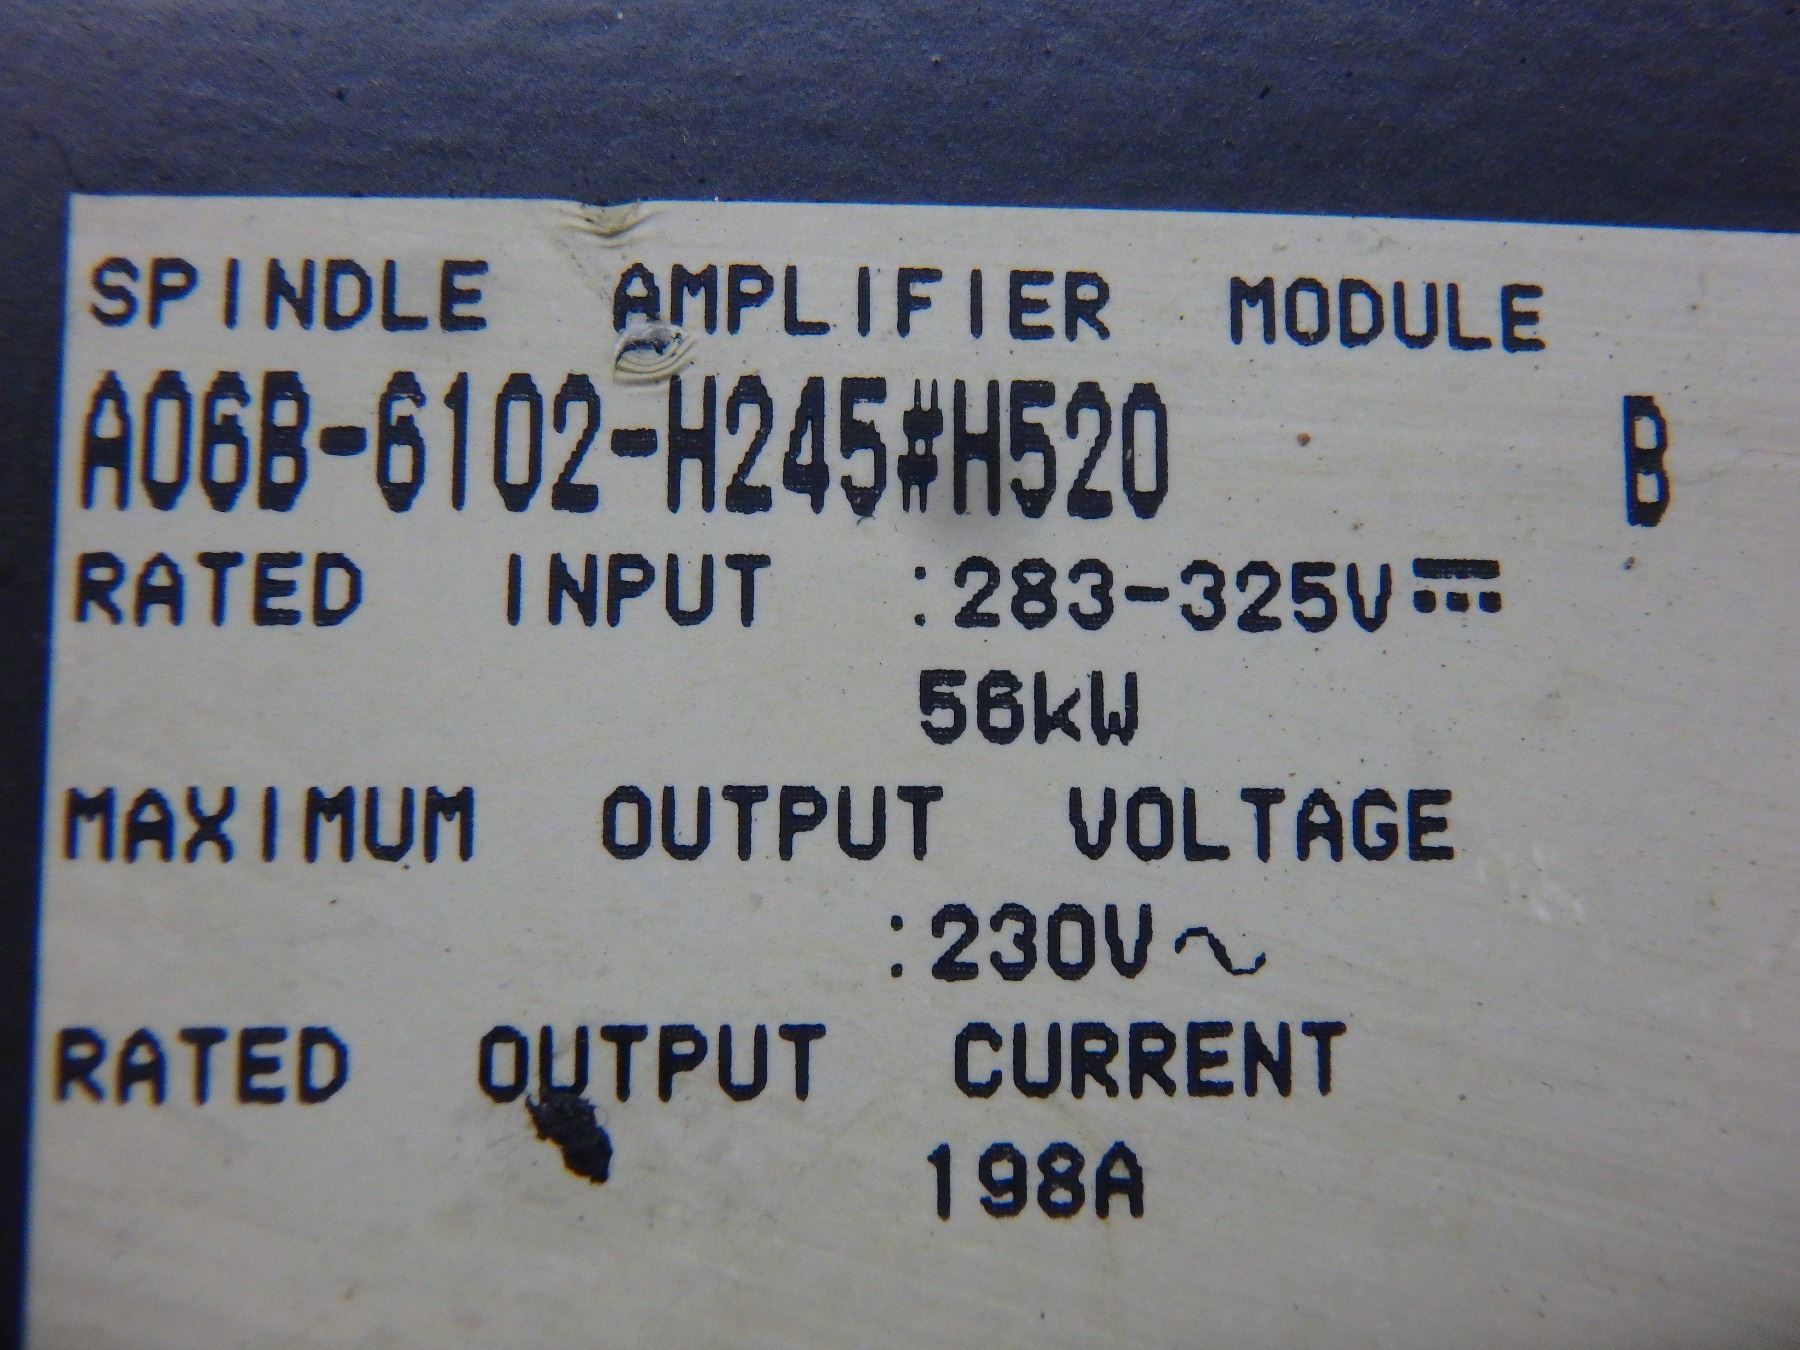 SPINDLE AMPLIFIER MODULE
A06B-6102-H245#H520 B
RATED INPUT :283-325V⎓
56kW
MAXIMUM OUTPUT VOLTAGE
:230V∿
RATED OUTPUT CURRENT
198A